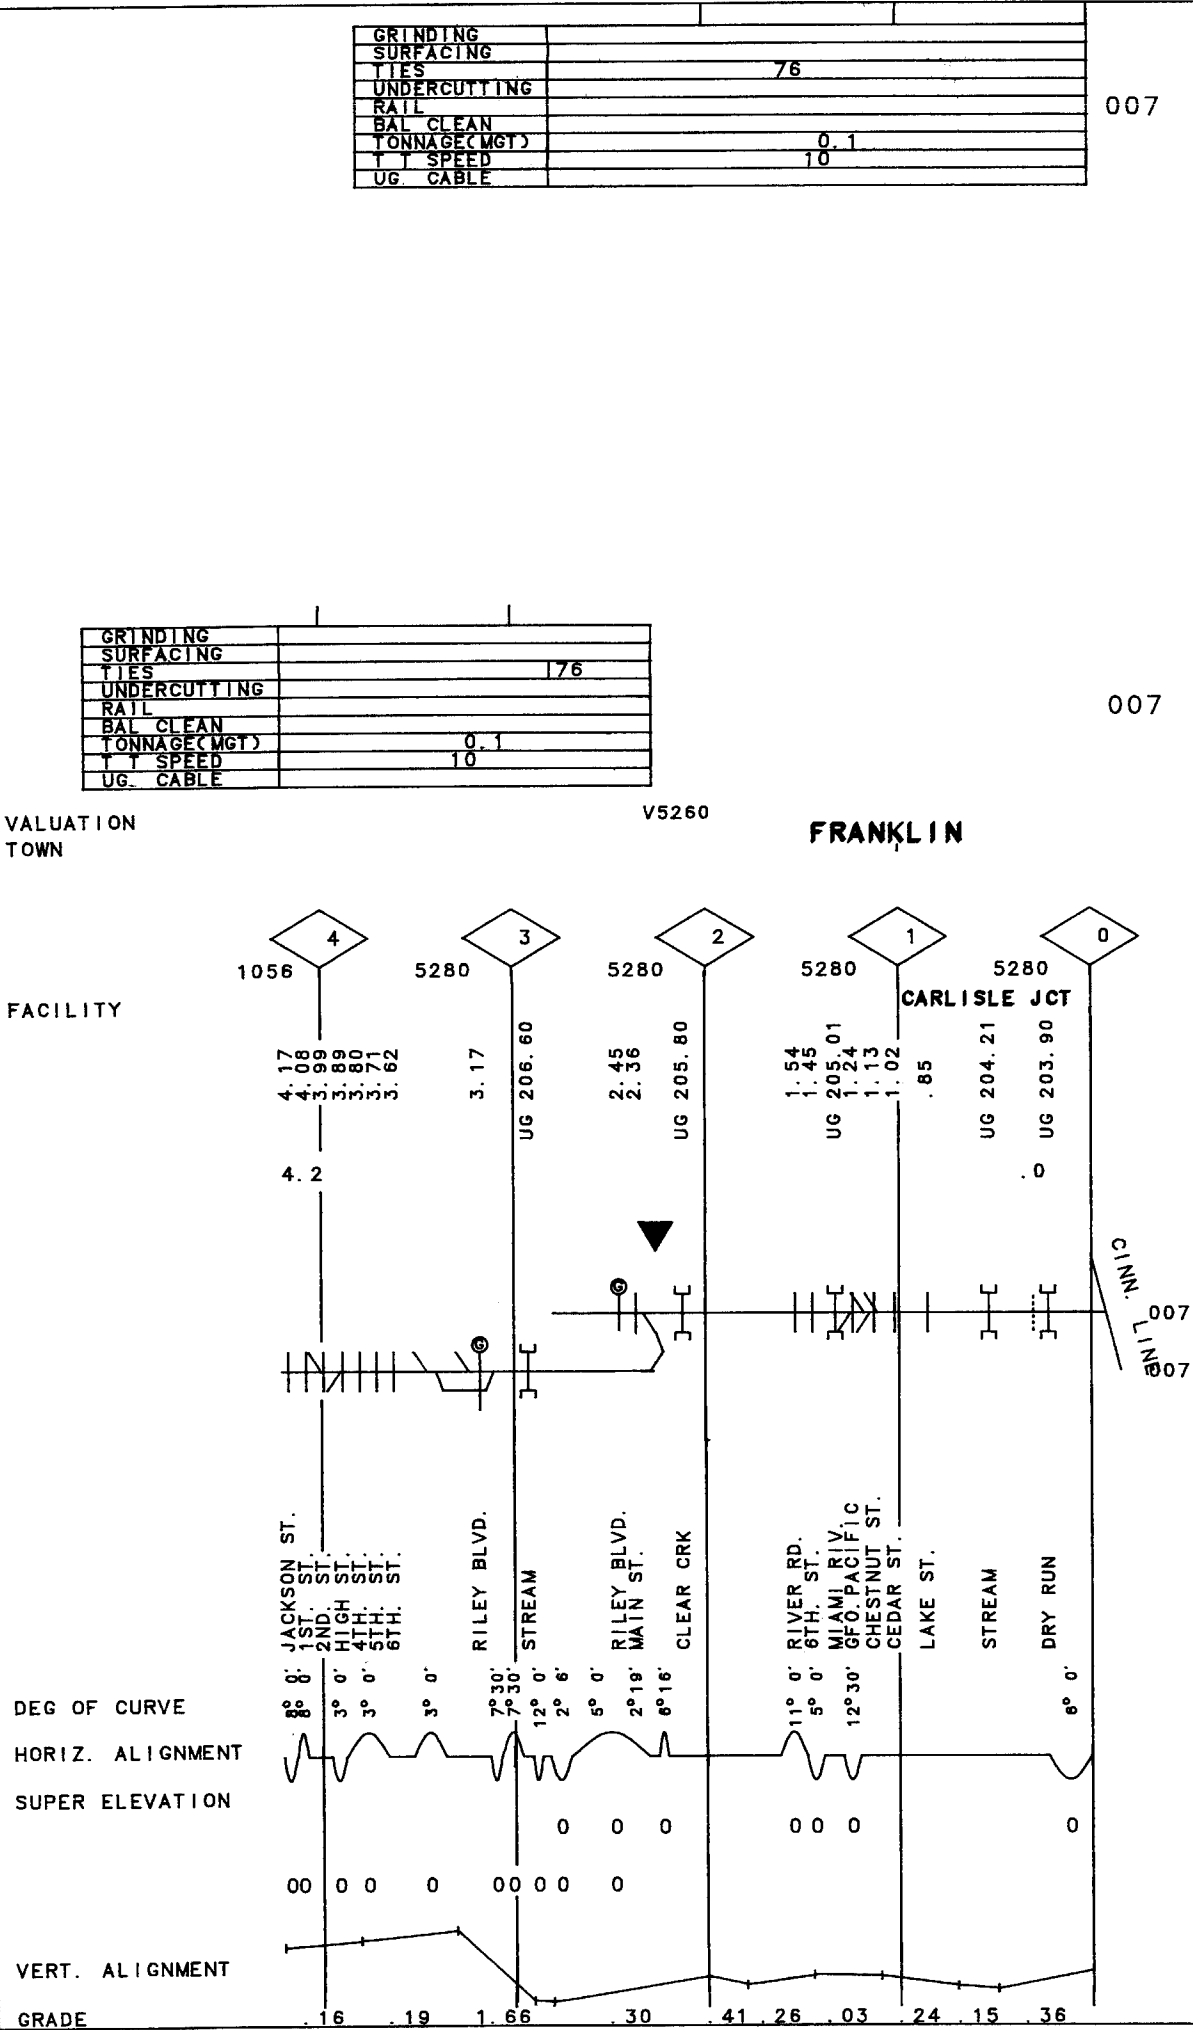 GRINDING
SURFACING
TIES 76
UNDERCUTTING
RAIL
BAL CLEAN
TONNAGE(MGT) 0.1
T T SPEED 10
UG. CABLE
007
GRINDING
SURFACING
TIES 76
UNDERCUTTING
RAIL
BAL CLEAN
TONNAGE(MGT) 0.1
T T SPEED 10
UG. CABLE
007
VALUATION V5260
TOWN FRANKLIN
4 3 2 1 0
1056 5280 5280 5280 5280
FACILITY CARLISLE JCT
4.17
4.08
3.99
3.89
3.80
3.71
3.62
3.17
UG 206.60
2.45
2.36
UG 205.80
1.54
1.45
UG 205.01
1.24
1.13
1.02
.85
UG 204.21
UG 203.90
4.2 .0
G
G
CINN. LINE
007
007
JACKSON ST.
1ST. ST.
2ND. ST.
HIGH ST.
4TH. ST.
5TH. ST.
6TH. ST.
RILEY BLVD.
STREAM
RILEY BLVD.
MAIN ST.
CLEAR CRK
RIVER RD.
6TH. ST.
MIAMI RIV.
GFO.PACIFIC
CHESTNUT ST.
CEDAR ST.
LAKE ST.
STREAM
DRY RUN
DEG OF CURVE 8° 0' 8° 0' 3° 0' 3° 0' 3° 0' 7°30' 7°30' 12° 0' 2° 6' 5° 0' 2°19' 6°16' 11° 0' 5° 0' 12°30' 6° 0'
HORIZ. ALIGNMENT
SUPER ELEVATION
0 0 0 0 0 0 0
00 0 0 0 00 0 0 0
VERT. ALIGNMENT
GRADE .16 .19 1.66 .30 .41 .26 .03 .24 .15 .36